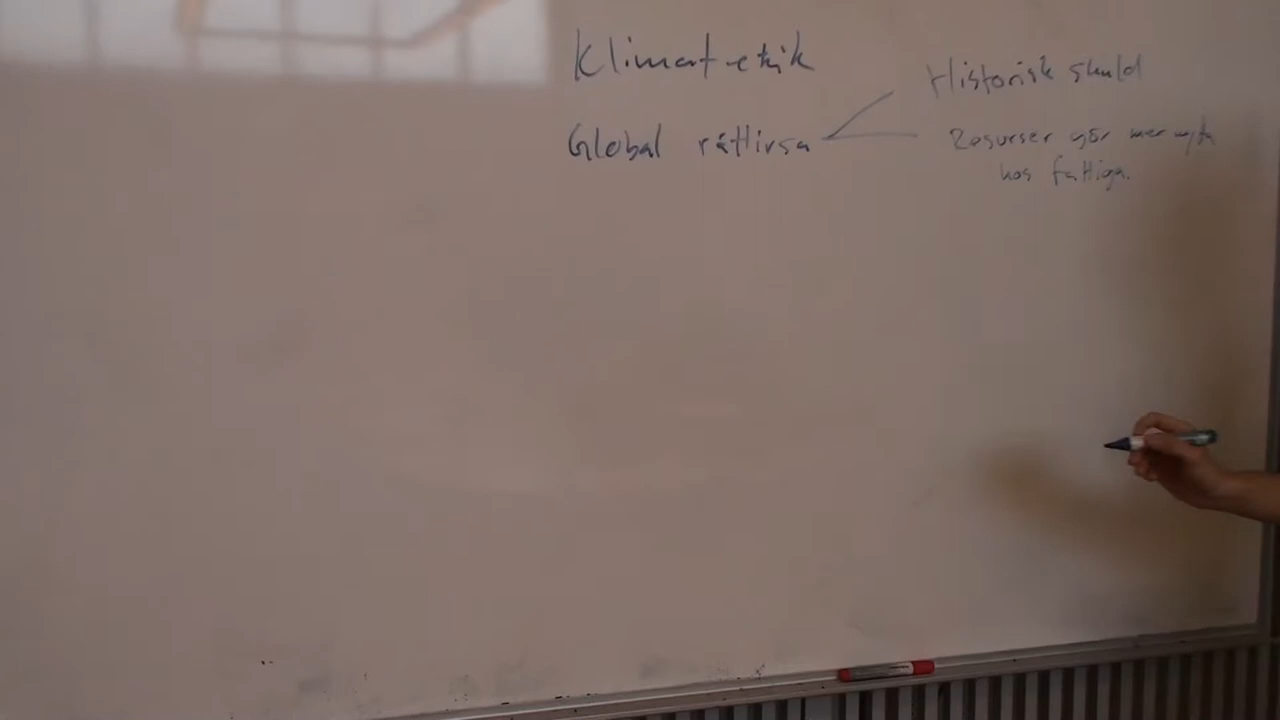 Klimatetik
Global rättvisa
Historisk skuld
Resurser gör mer nytta
hos fattiga.